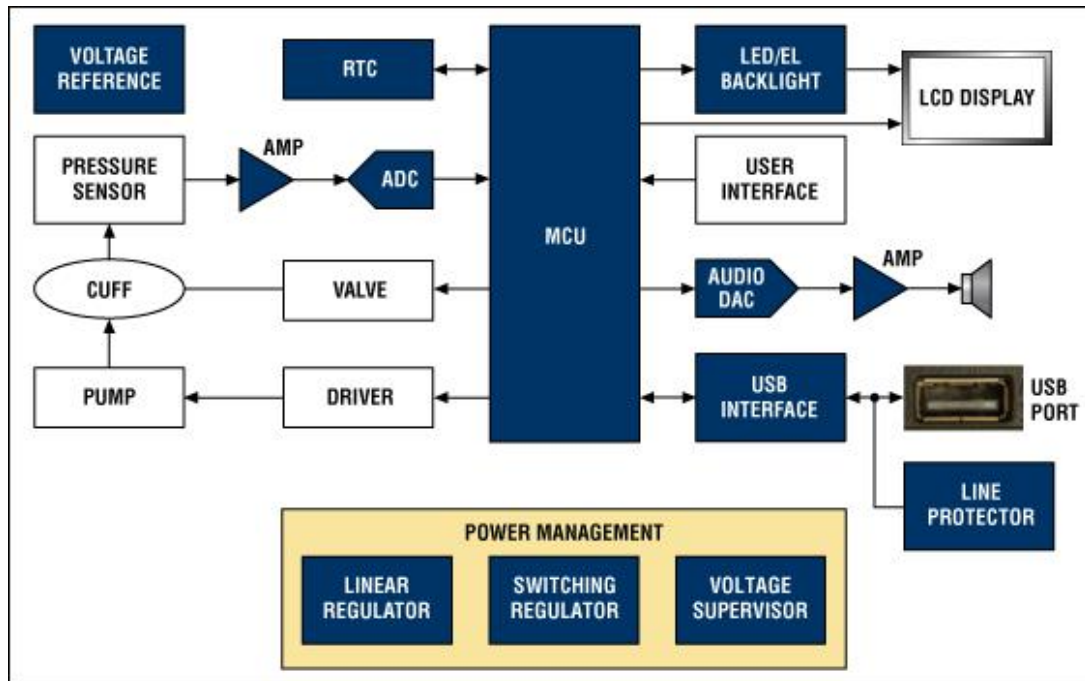 VOLTAGE
REFERENCE
RTC
LED/EL
BACKLIGHT
LCD DISPLAY
PRESSURE
SENSOR
AMP
ADC
MCU
USER
INTERFACE
CUFF
VALVE
AUDIO
DAC
AMP
PUMP
DRIVER
USB
INTERFACE
USB
PORT
LINE
PROTECTOR
POWER MANAGEMENT
LINEAR
REGULATOR
SWITCHING
REGULATOR
VOLTAGE
SUPERVISOR